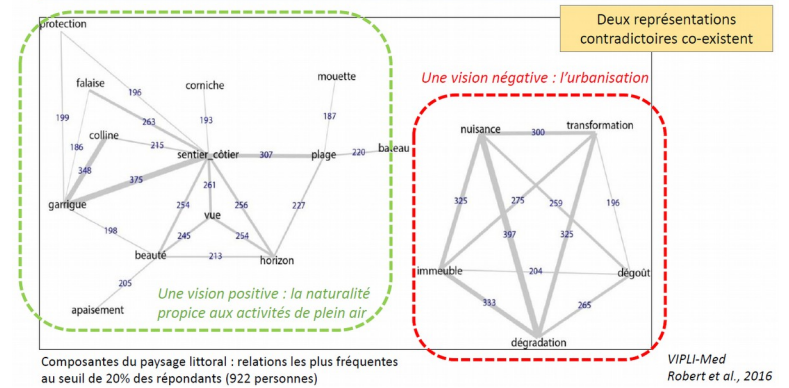 Deux représentations
contradictoires co-existent
protection
falaise
corniche
mouette
colline
sentier_côtier
plage
bateau
garrigue
vue
beauté
horizon
apaisement
196
263
193
187
199
186
215
307
220
348
375
261
254
256
227
198
245
254
213
205
Une vision positive : la naturalité
propice aux activités de plein air
Une vision négative : l'urbanisation
nuisance
transformation
immeuble
dégoût
dégradation
300
325
275
259
196
397
325
204
333
265
Composantes du paysage littoral : relations les plus fréquentes
au seuil de 20% des répondants (922 personnes)
VIPLI-Med
Robert et al., 2016